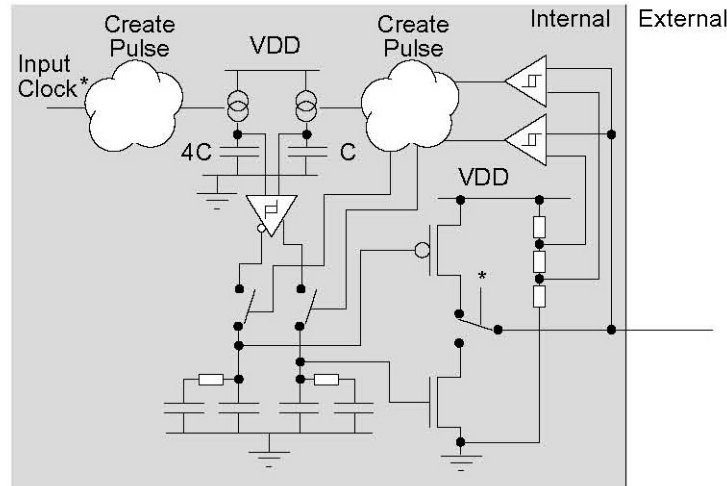 Internal
External
Create
Pulse
VDD
Create
Pulse
Input
Clock*
4C
C
VDD
*